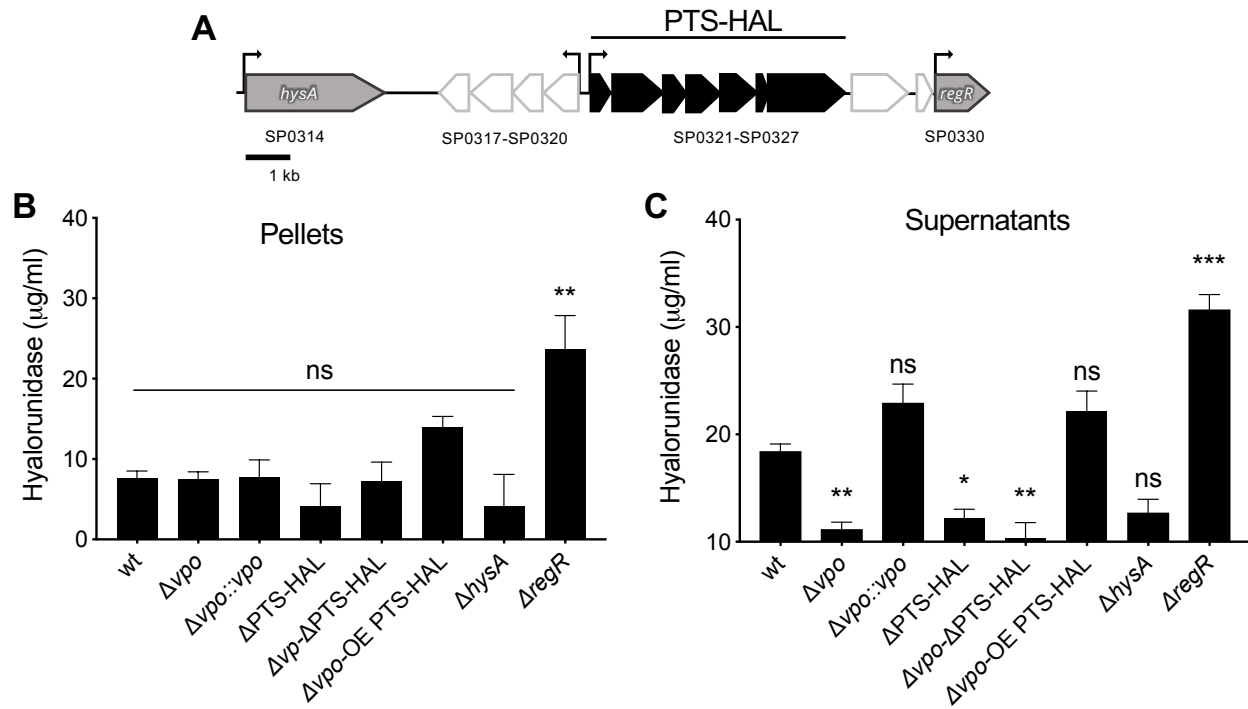 A
PTS-HAL
hysA
regR
SP0314
SP0317-SP0320
SP0321-SP0327
SP0330
1 kb
B
Pellets
Hyalorunidase (μg/ml)
40
30
20
10
0
ns
**
wt
Δvpo
Δvpo::vpo
ΔPTS-HAL
Δvp-ΔPTS-HAL
Δvpo-OE PTS-HAL
ΔhysA
ΔregR
C
Supernatants
Hyalorunidase (μg/ml)
40
30
20
10
**
ns
*
**
ns
ns
***
wt
Δvpo
Δvpo::vpo
ΔPTS-HAL
Δvpo-ΔPTS-HAL
Δvpo-OE PTS-HAL
ΔhysA
ΔregR